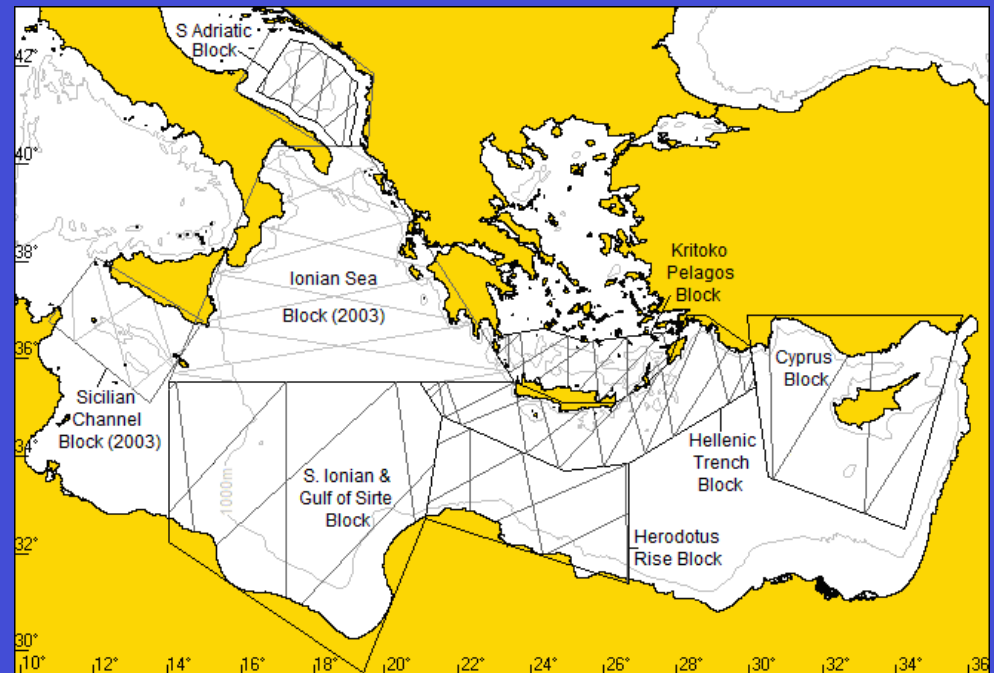 S Adriatic
Block
42°
40°
38°
Kritoko
Pelagos
Block
Ionian Sea
Block (2003)
36°
Cyprus
Block
Sicilian
Channel
Block (2003)
34°
Hellenic
Trench
Block
S. Ionian &
Gulf of Sirte
Block
1000m
32°
Herodotus
Rise Block
30°
10° 12° 14° 16° 18° 20° 22° 24° 26° 28° 30° 32° 34° 36°